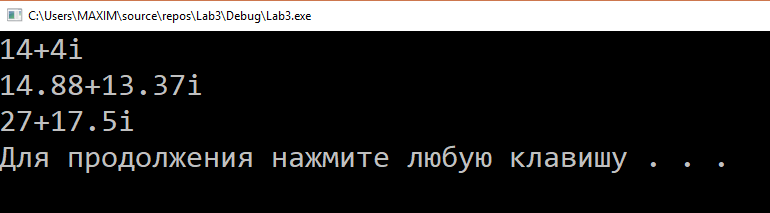 C:\Users\MAXIM\source\repos\Lab3\Debug\Lab3.exe
14+4i
14.88+13.37i
27+17.5i
Для продолжения нажмите любую клавишу . . .